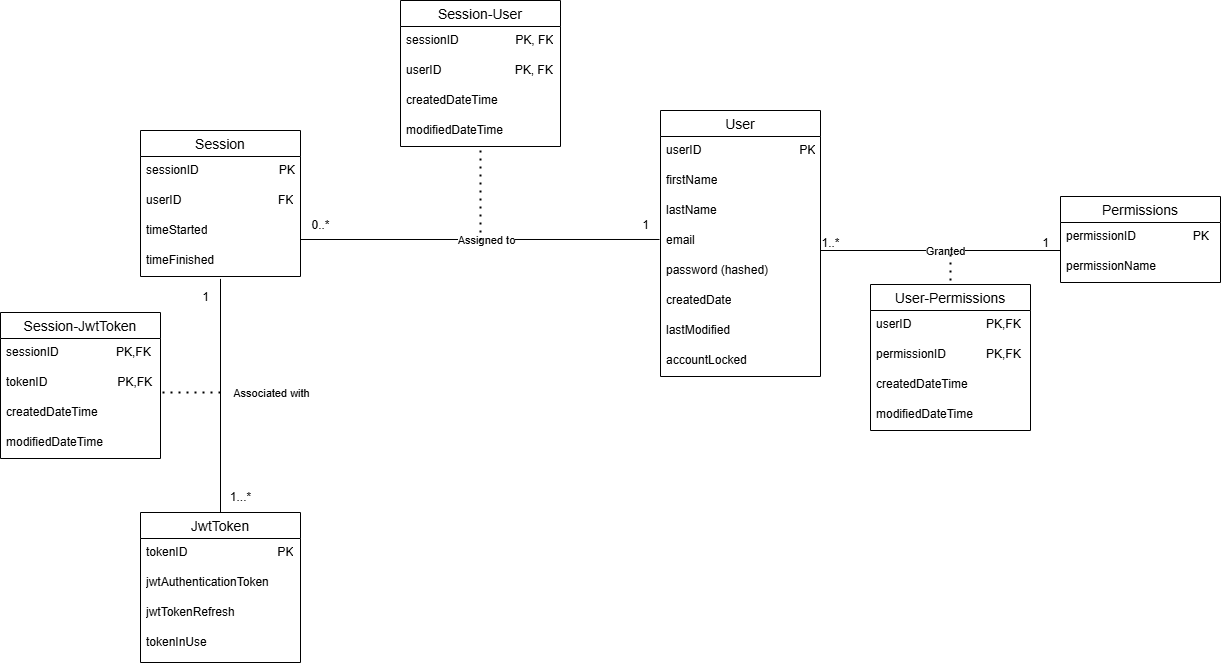 Session-User
sessionID PK, FK
userID PK, FK
createdDateTime
modifiedDateTime
Session
sessionID PK
userID FK
timeStarted
timeFinished
0..*
Assigned to
1
User
userID PK
firstName
lastName
email
password (hashed)
createdDate
lastModified
accountLocked
1..*
Granted
1
Permissions
permissionID PK
permissionName
User-Permissions
userID PK,FK
permissionID PK,FK
createdDateTime
modifiedDateTime
1
Session-JwtToken
sessionID PK,FK
tokenID PK,FK
createdDateTime
modifiedDateTime
Associated with
1...*
JwtToken
tokenID PK
jwtAuthenticationToken
jwtTokenRefresh
tokenInUse